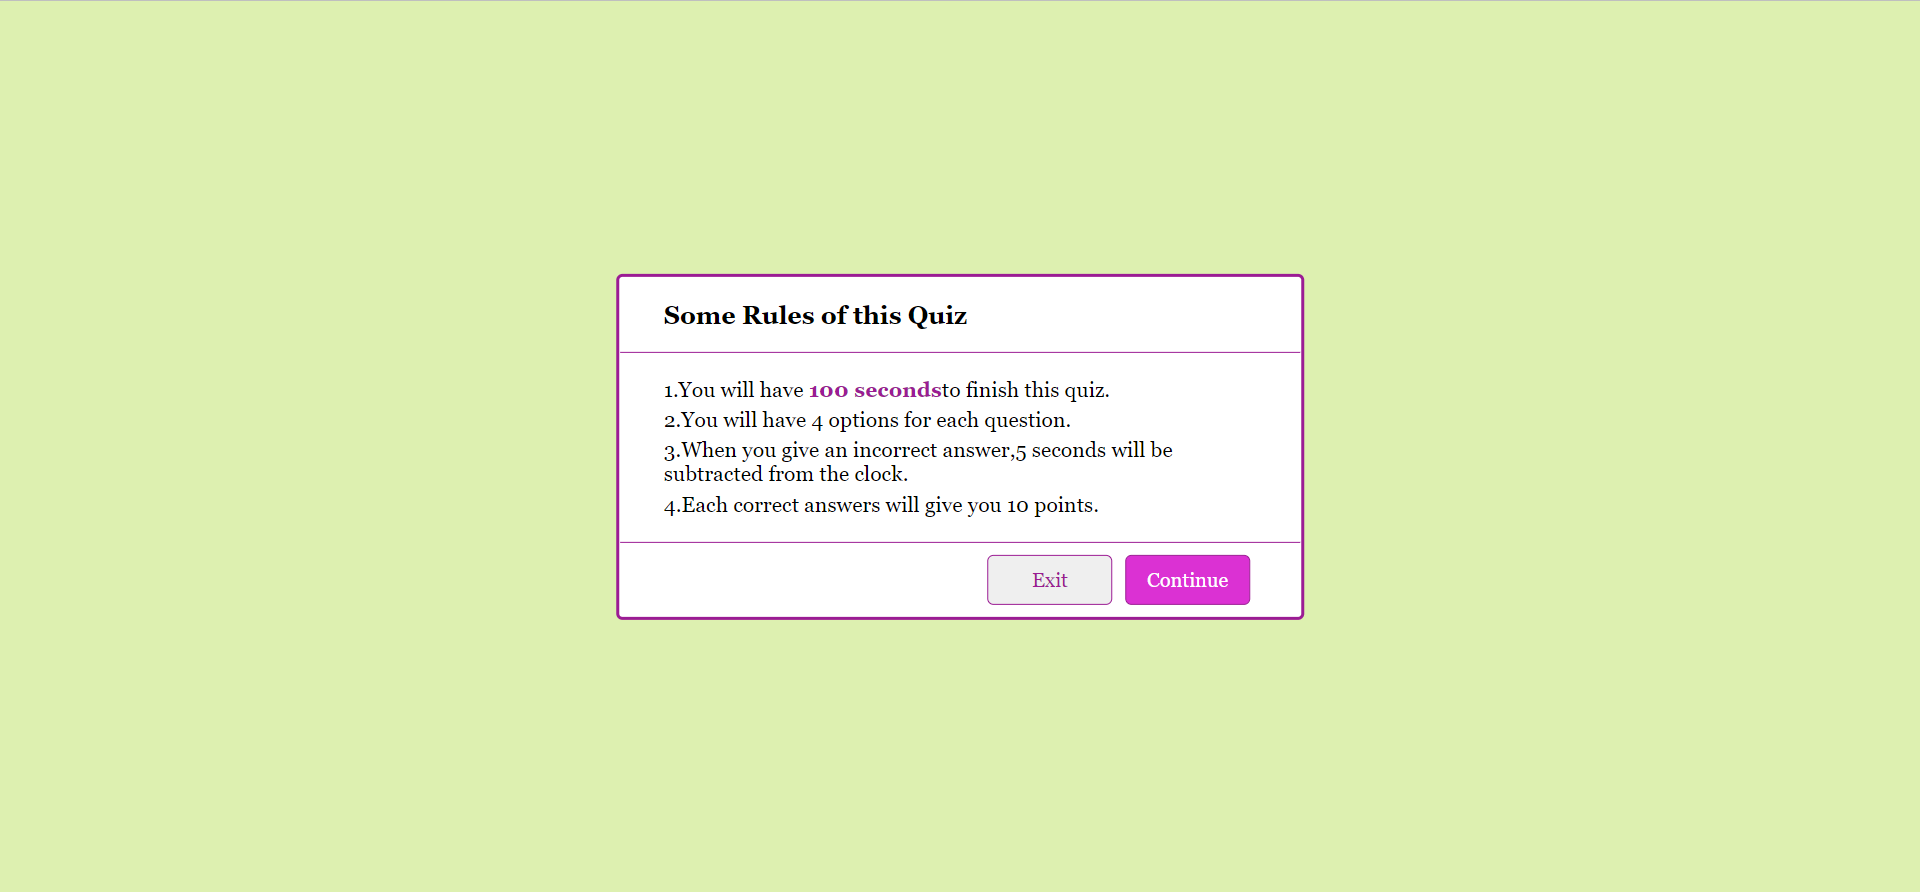 Some Rules of this Quiz
1.You will have 100 secondsto finish this quiz.
2.You will have 4 options for each question.
3.When you give an incorrect answer,5 seconds will be
subtracted from the clock.
4.Each correct answers will give you 10 points.
Exit
Continue